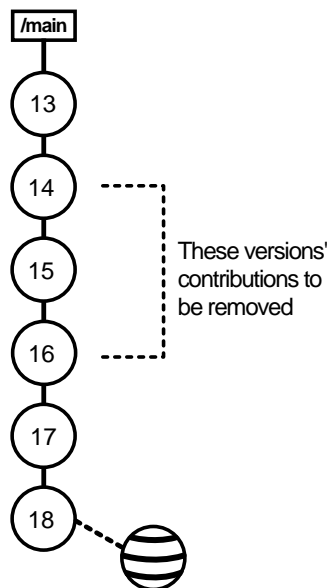 /main
13
14
15
16
17
18
These versions'
contributions to
be removed